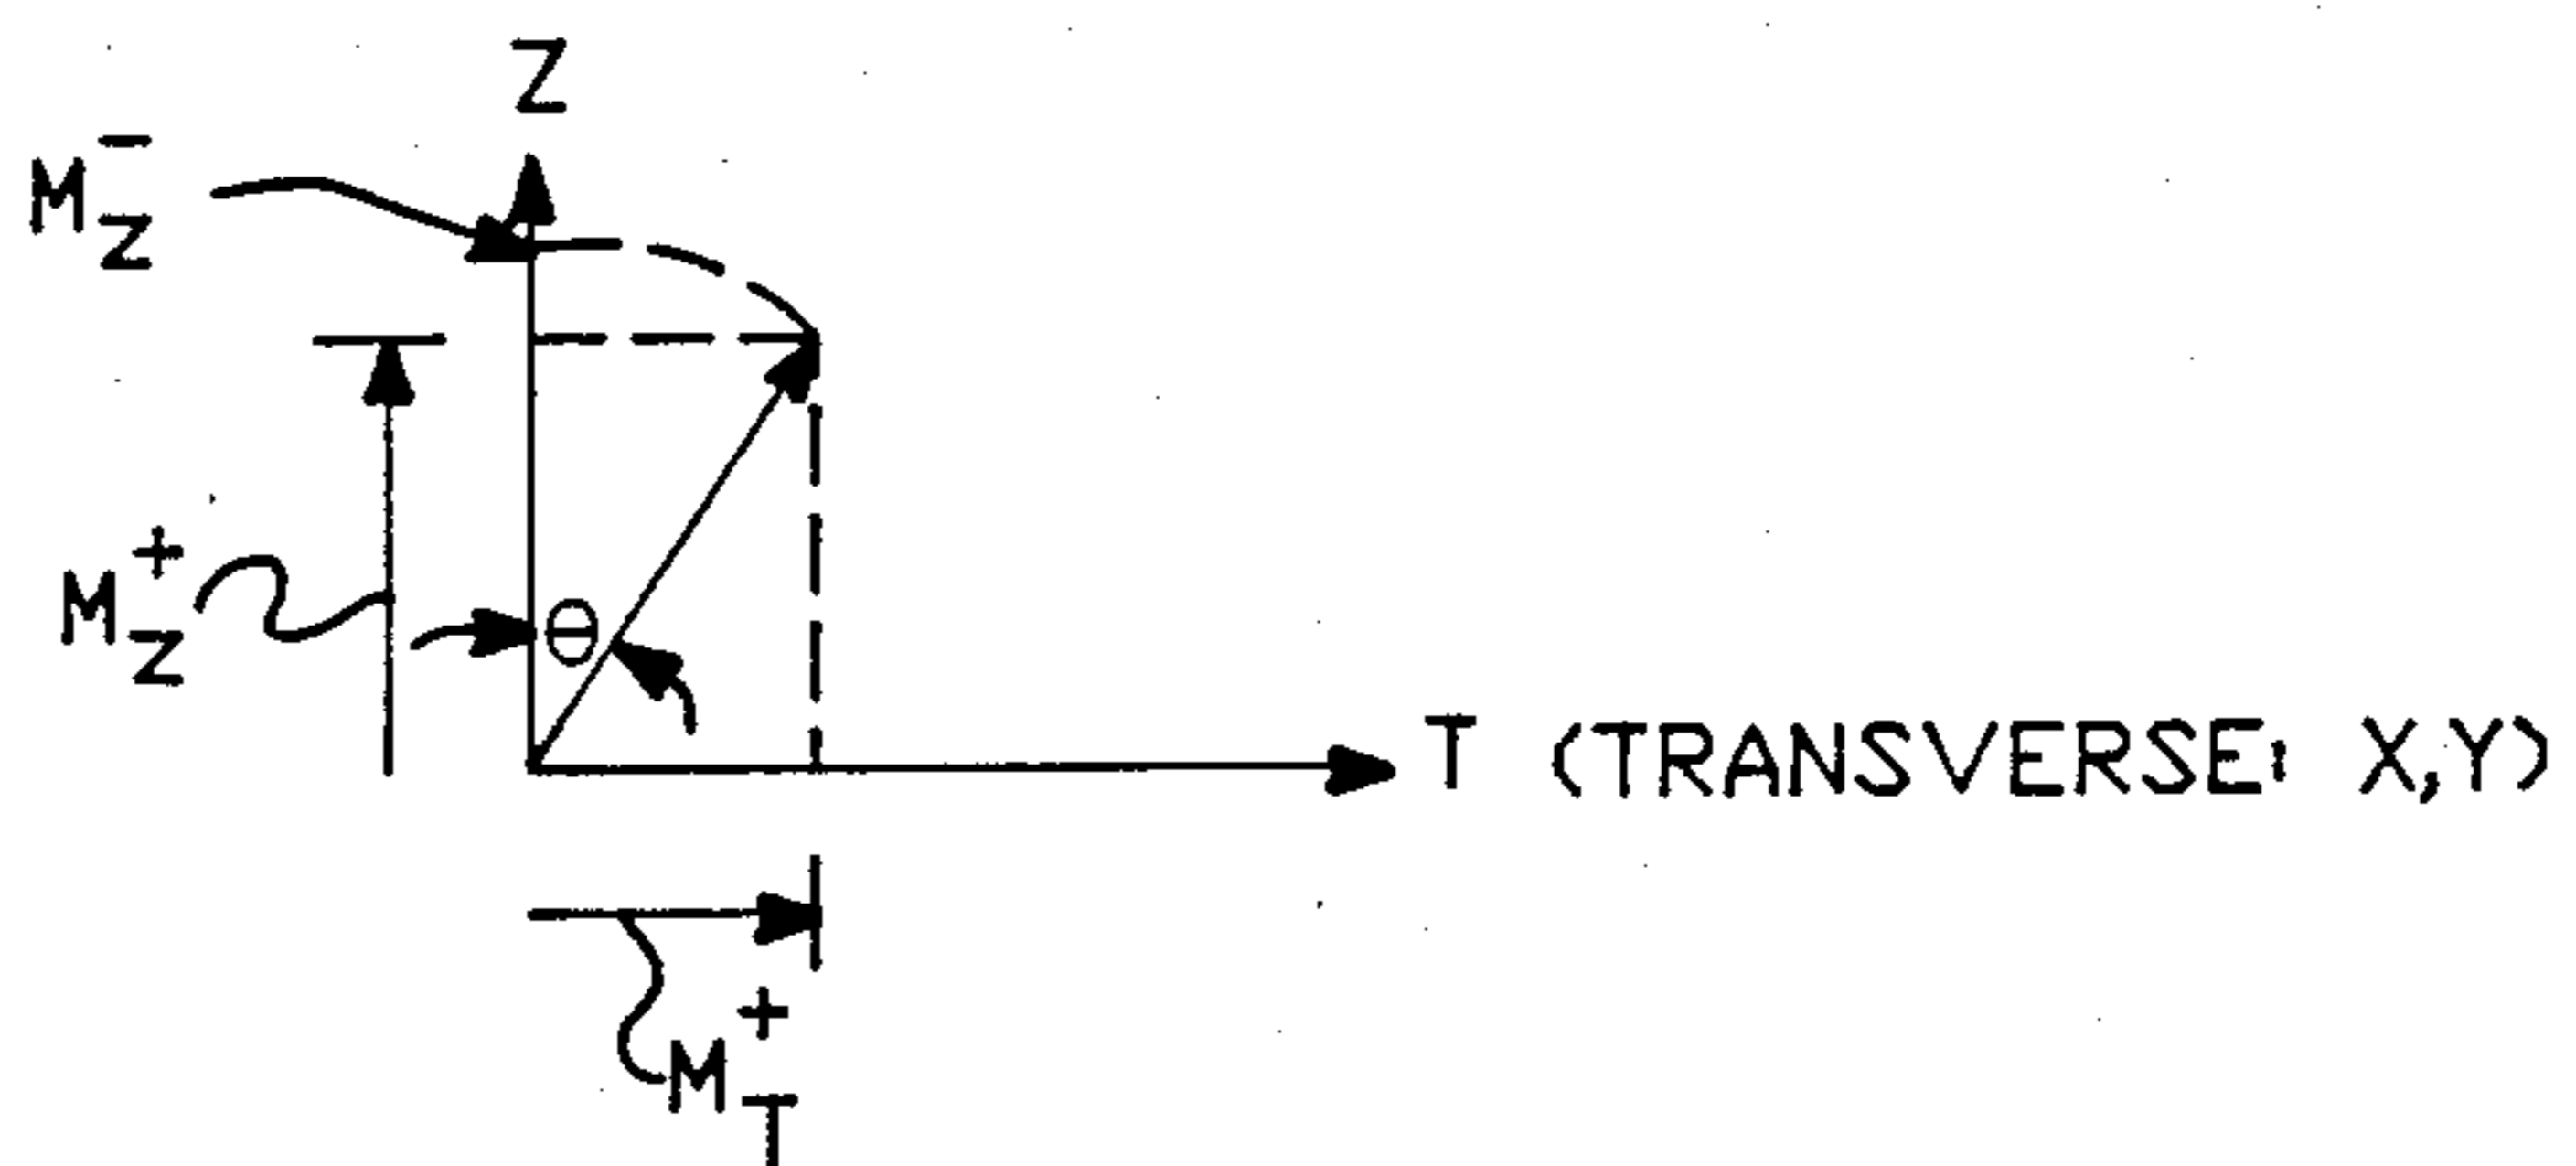 Z
M_Z^-
M_Z^+
θ
T (TRANSVERSE: X,Y)
M_T^+